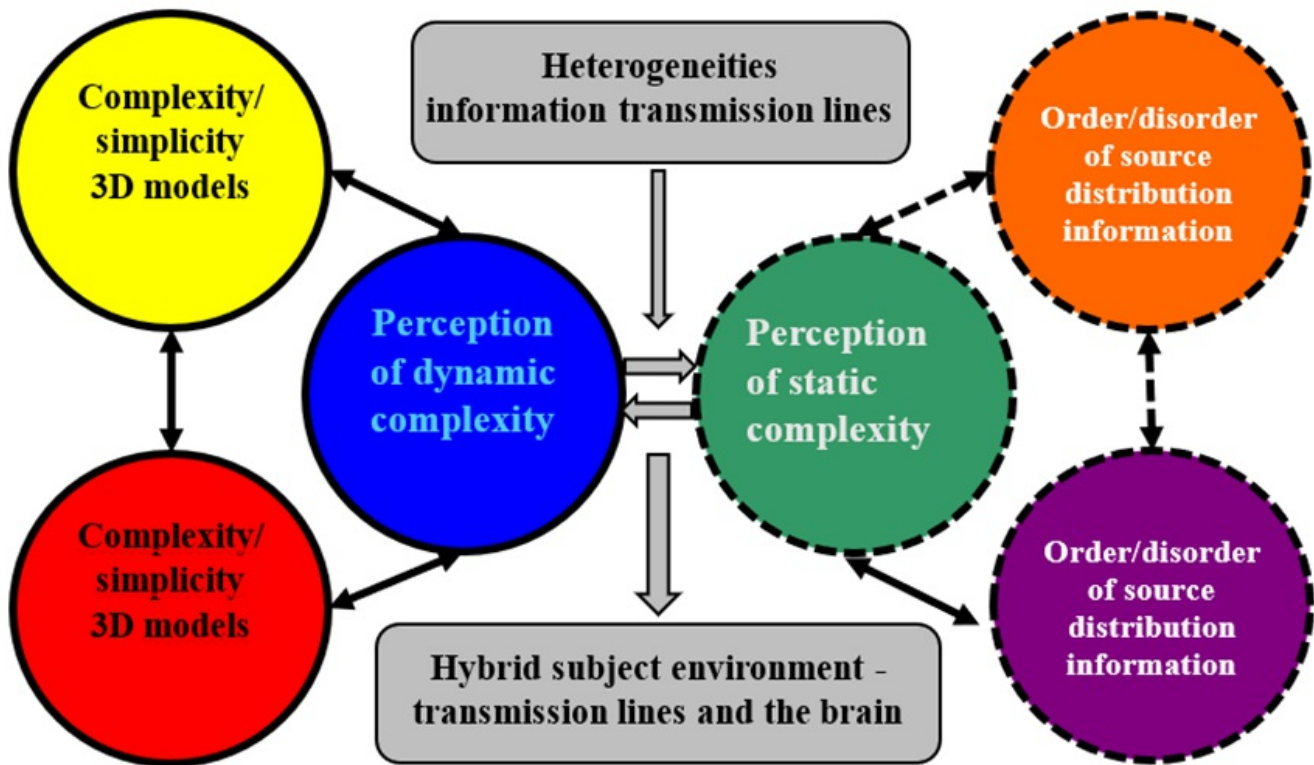 Complexity/
simplicity
3D models
Heterogeneities
information transmission lines
Order/disorder
of source
distribution
information
Perception
of dynamic
complexity
Perception
of static
complexity
Complexity/
simplicity
3D models
Hybrid subject environment -
transmission lines and the brain
Order/disorder
of source
distribution
information